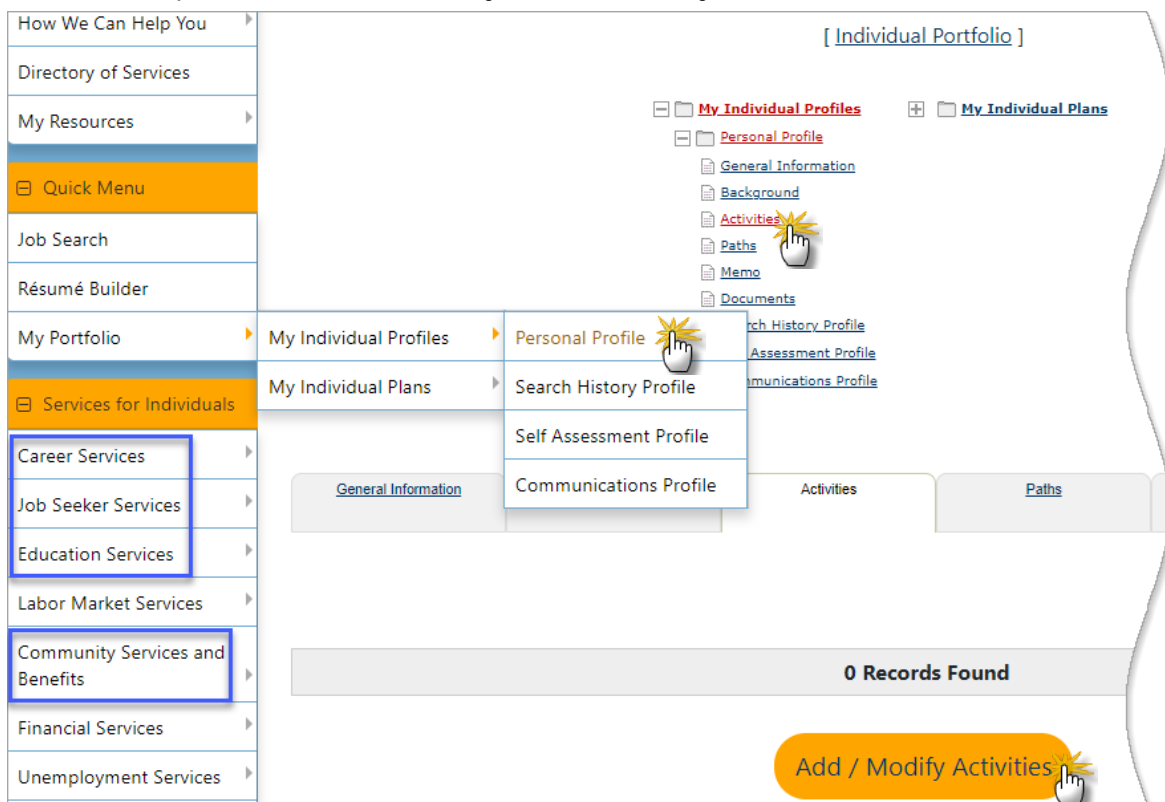 How We Can Help You
Directory of Services
My Resources
Quick Menu
Job Search
Résumé Builder
My Portfolio
Services for Individuals
Career Services
Job Seeker Services
Education Services
Labor Market Services
Community Services and
Benefits
Financial Services
Unemployment Services
My Individual Profiles
My Individual Plans
Personal Profile
Search History Profile
Self Assessment Profile
Communications Profile
[ Individual Portfolio ]
My Individual Profiles
Personal Profile
General Information
Background
Activities
Paths
Memo
Documents
History Profile
Assessment Profile
Profile
My Individual Plans
General Information
Activities
Paths
0 Records Found
Add / Modify Activities